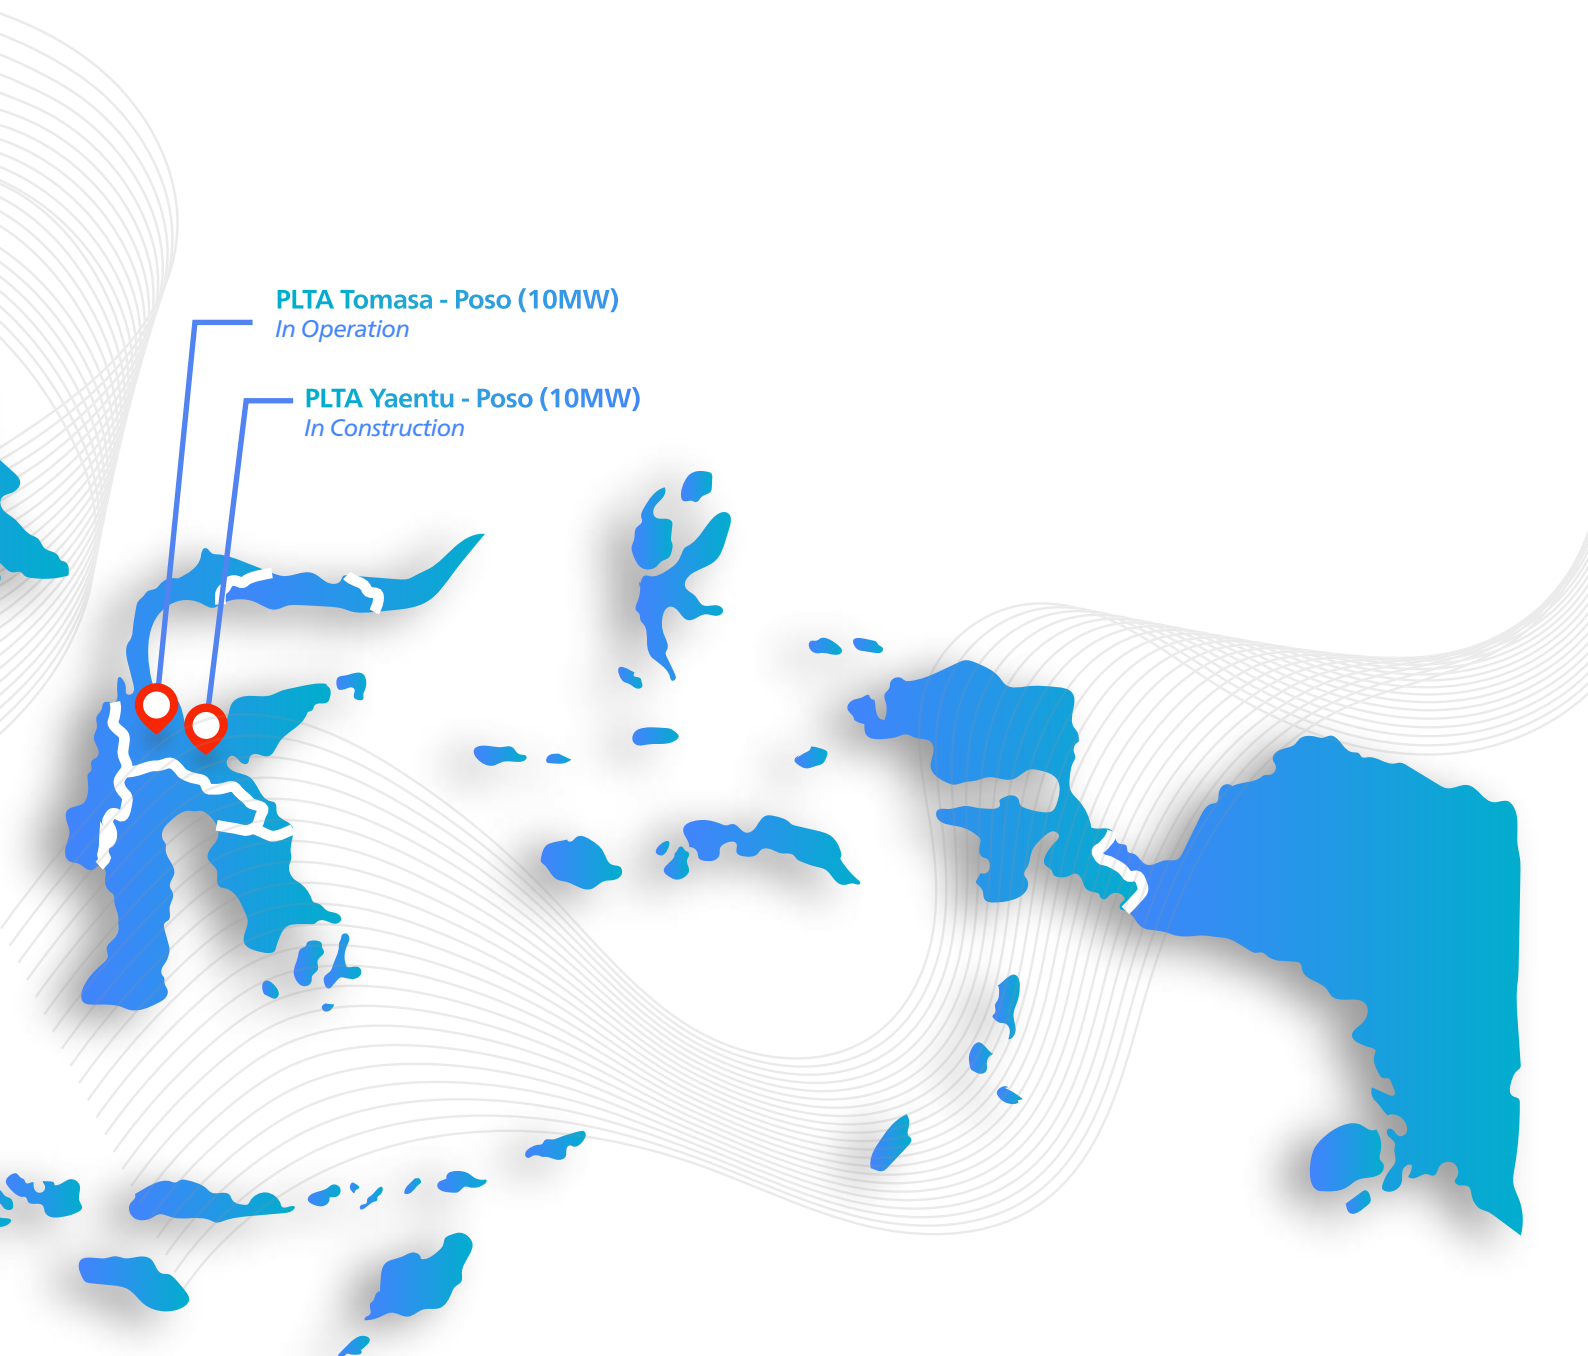 PLTA Tomasa - Poso (10MW)
In Operation
PLTA Yaentu - Poso (10MW)
In Construction